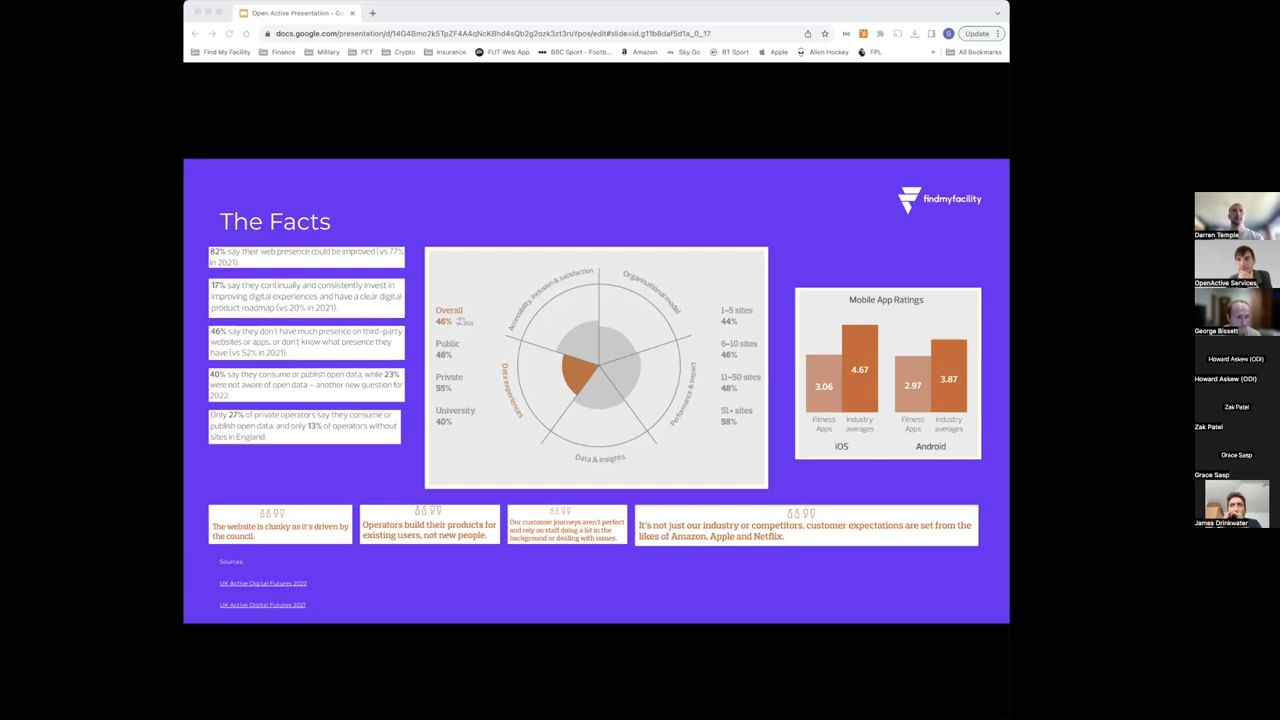 Open Active Presentation - Go
docs.google.com/presentation/d/14G4Bmo2k5TpZF4A4qNcKBhd4sQb2g2ozk3zt3ruYpos/edit#slide=id.g11b8daf5d1a_0_17
Update
Find My Facility
Finance
Military
PET
Crypto
Insurance
FUT Web App
BBC Sport - Footb...
Amazon
Sky Go
BT Sport
Apple
Alien Hockey
FPL
»
All Bookmarks
findmyfacility
The Facts
82% say their web presence could be improved (vs 77%
in 2021).
17% say they continually and consistently invest in
improving digital experiences and have a clear digital
product roadmap (vs 20% in 2021).
46% say they don't have much presence on third-party
websites or apps, or don't know what presence they
have (vs 52% in 2021).
40% say they consume or publish open data, while 23%
were not aware of open data – another new question for
2022.
Only 27% of private operators say they consume or
publish open data, and only 13% of operators without
sites in England.
Accessibility, inclusion & satisfaction
Organisational model
Performance & impact
Data & insights
Data experiences
Overall
46%
vs. 2021
Public
46%
Private
55%
University
40%
1–5 sites
44%
6–10 sites
46%
11–50 sites
48%
51+ sites
58%
Mobile App Ratings
3.06
4.67
2.97
3.87
Fitness
Apps
Industry
averages
Fitness
Apps
Industry
averages
iOS
Android
The website is clunky as it's driven by
the council.
Operators build their products for
existing users, not new people.
Our customer journeys aren't perfect
and rely on staff doing a lot in the
background or dealing with issues.
It's not just our industry or competitors, customer expectations are set from the
likes of Amazon, Apple and Netflix.
Sources:
UK Active Digital Futures 2022
UK Active Digital Futures 2021
Darren Temple
OpenActive Services
George Bissett
Howard Askew (ODI)
Howard Askew (ODI)
Zak Patel
Zak Patel
Grace Sasp
Grace Sasp
James Drinkwater